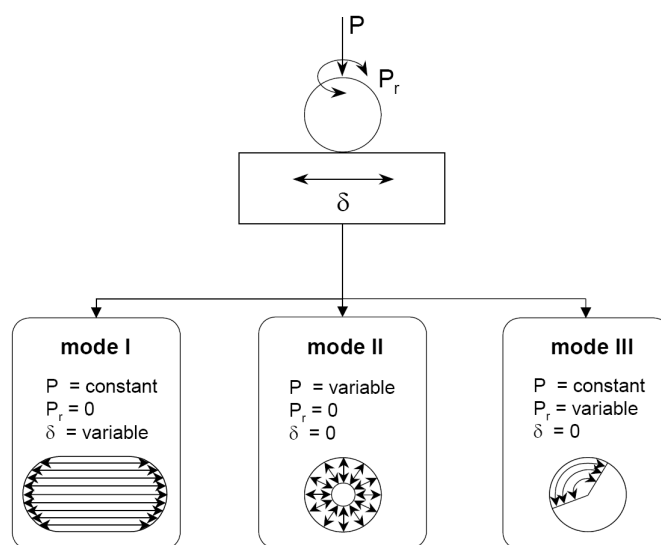 P
Pr
δ
mode I
P = constant
Pr = 0
δ = variable
mode II
P = variable
Pr = 0
δ = 0
mode III
P = constant
Pr = variable
δ = 0